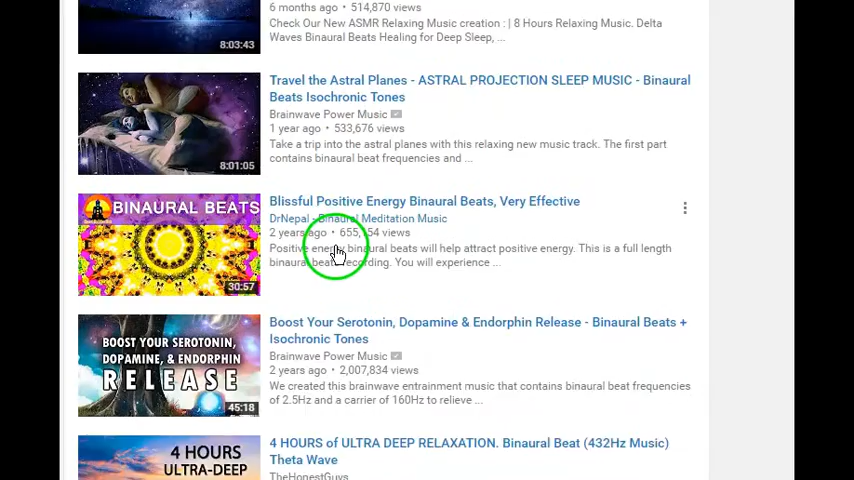 6 months ago • 514,870 views
Check Our New ASMR Relaxing Music creation : | 8 Hours Relaxing Music. Delta
Waves Binaural Beats Healing for Deep Sleep, ...
8:03:43
Travel the Astral Planes - ASTRAL PROJECTION SLEEP MUSIC - Binaural
Beats Isochronic Tones
Brainwave Power Music
1 year ago • 533,676 views
Take a trip into the astral planes with this relaxing new music track. The first part
contains binaural beat frequencies and ...
8:01:05
BINAURAL BEATS
30:57
Blissful Positive Energy Binaural Beats, Very Effective
DrNepal - Binaural Meditation Music
2 years ago • 655, 54 views
Positive energy binaural beats will help attract positive energy. This is a full length
binaural beats recording. You will experience ...
BOOST YOUR SEROTONIN,
DOPAMINE, & ENDORPHIN
RELEASE
45:18
Boost Your Serotonin, Dopamine & Endorphin Release - Binaural Beats +
Isochronic Tones
Brainwave Power Music
2 years ago • 2,007,834 views
We created this brainwave entrainment music that contains binaural beat frequencies
of 2.5Hz and a carrier of 160Hz to relieve ...
4 HOURS
ULTRA-DEEP
4 HOURS of ULTRA DEEP RELAXATION. Binaural Beat (432Hz Music)
Theta Wave
TheHonestGuys